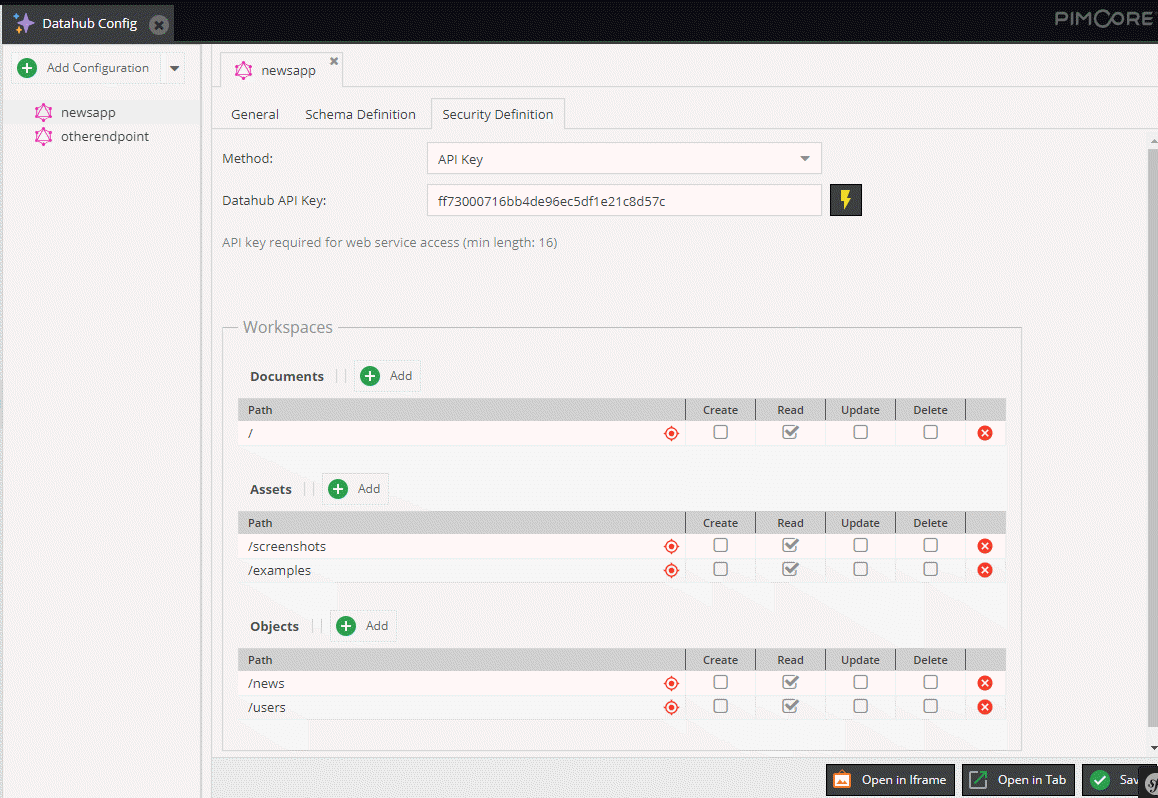 Datahub Config
PIMCORE
Add Configuration
newsapp
newsapp
otherendpoint
General Schema Definition Security Definition
Method: API Key
Datahub API Key: ff73000716bb4de96ec5df1e21c8d57c
API key required for web service access (min length: 16)
Workspaces
Documents Add
Path Create Read Update Delete
/
Assets Add
Path Create Read Update Delete
/screenshots
/examples
Objects Add
Path Create Read Update Delete
/news
/users
Open in Iframe Open in Tab Sav